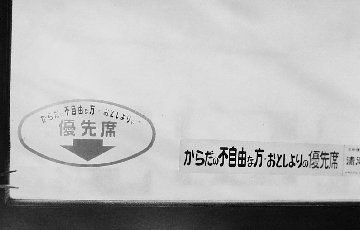 からだの不自由な方・おとしよりに
優先席
からだの不自由な方・おとしよりの優先席